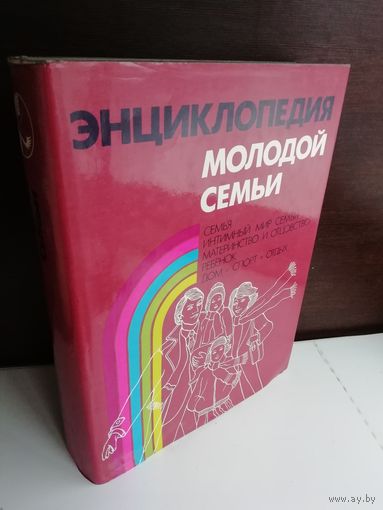 ЭНЦИКЛОПЕДИЯ
МОЛОДОЙ
СЕМЬИ
СЕМЬЯ
ИНТИМНЫЙ МИР СЕМЬИ
МАТЕРИНСТВО И ОТЦОВСТВО
РЕБЕНОК
ДОМ · СПОРТ · ОТДЫХ
www.ay.by